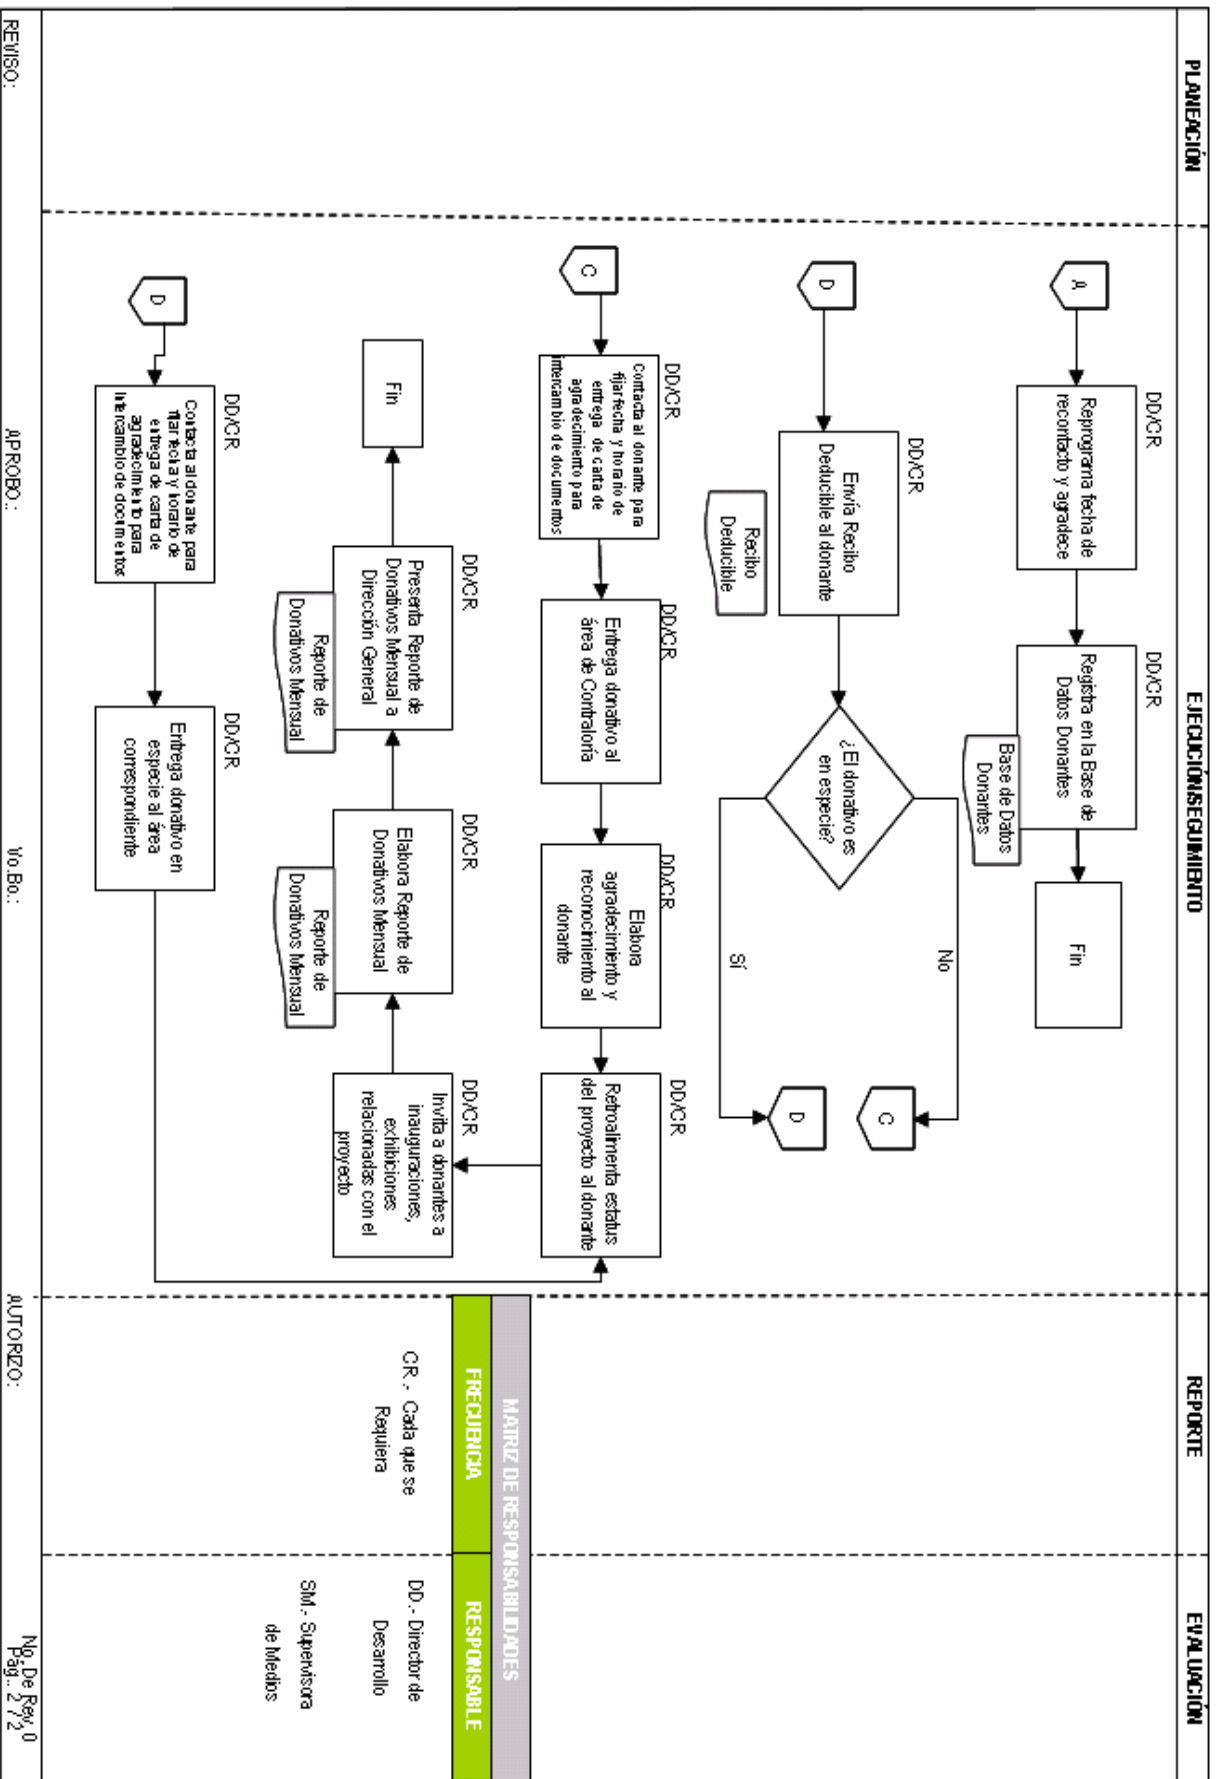 PLANEACIÓN
EJECUCIÓN/SEGUIMIENTO
REPORTE
EVALUACIÓN
A
DD/CR
Reprograma fecha de
recontacto y agradece
DD/CR
Registra en la Base de
Datos Donantes
Base de Datos
Donantes
Fin
D
DD/CR
Envía Recibo
Deducible al donante
Recibo
Deducible
¿El donativo es
en especie?
No
Sí
C
D
C
DD/CR
Contacta al donante para
fijar fecha y horario de
entrega de carta de
agradecimiento para
intercambio de documentos
DD/CR
Entrega donativo al
área de Contraloría
DD/CR
Elabora
agradecimiento y
reconocimiento al
donante
DD/CR
Retroalimenta estatus
del proyecto al donante
Fin
DD/CR
Presenta Reporte de
Donativos Mensual a
Dirección General
Reporte de
Donativos Mensual
DD/CR
Elabora Reporte de
Donativos Mensual
Reporte de
Donativos Mensual
DD/CR
Invita a donantes a
inauguraciones,
exhibiciones
relacionadas con el
proyecto
D
DD/CR
Contacta al donante para
fijar fecha y horario de
entrega de carta de
agradecimiento para
intercambio de documentos
DD/CR
Entrega donativo en
especie al área
correspondiente
MATRIZ DE RESPONSABILIDADES
FRECUENCIA
RESPONSABLE
CR.- Cada que se
Requiera
DD.- Director de
Desarrollo
SM.- Supervisora
de Medios
REVISO:
APROBO.:
Vo.Bo.:
AUTORIZO:
No. De Rev. 0
Pág.. 2 / 2